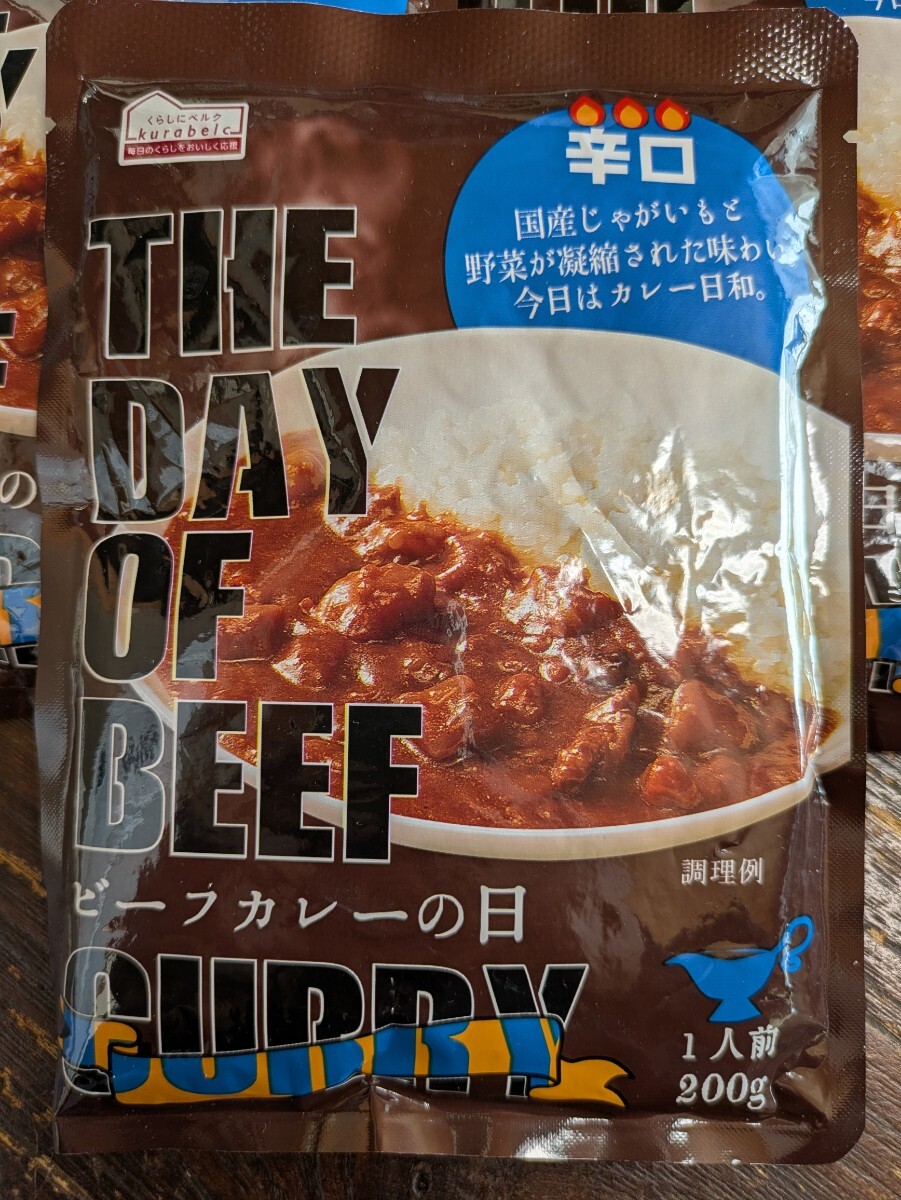 くらしにベルク
kurabelc
毎日のくらしをおいしく応援
辛口
国産じゃがいもと
野菜が凝縮された味わい
今日はカレー日和。
THE
DAY
OF
BEEF
ビーフカレーの日
CURRY
調理例
1人前
200g
の